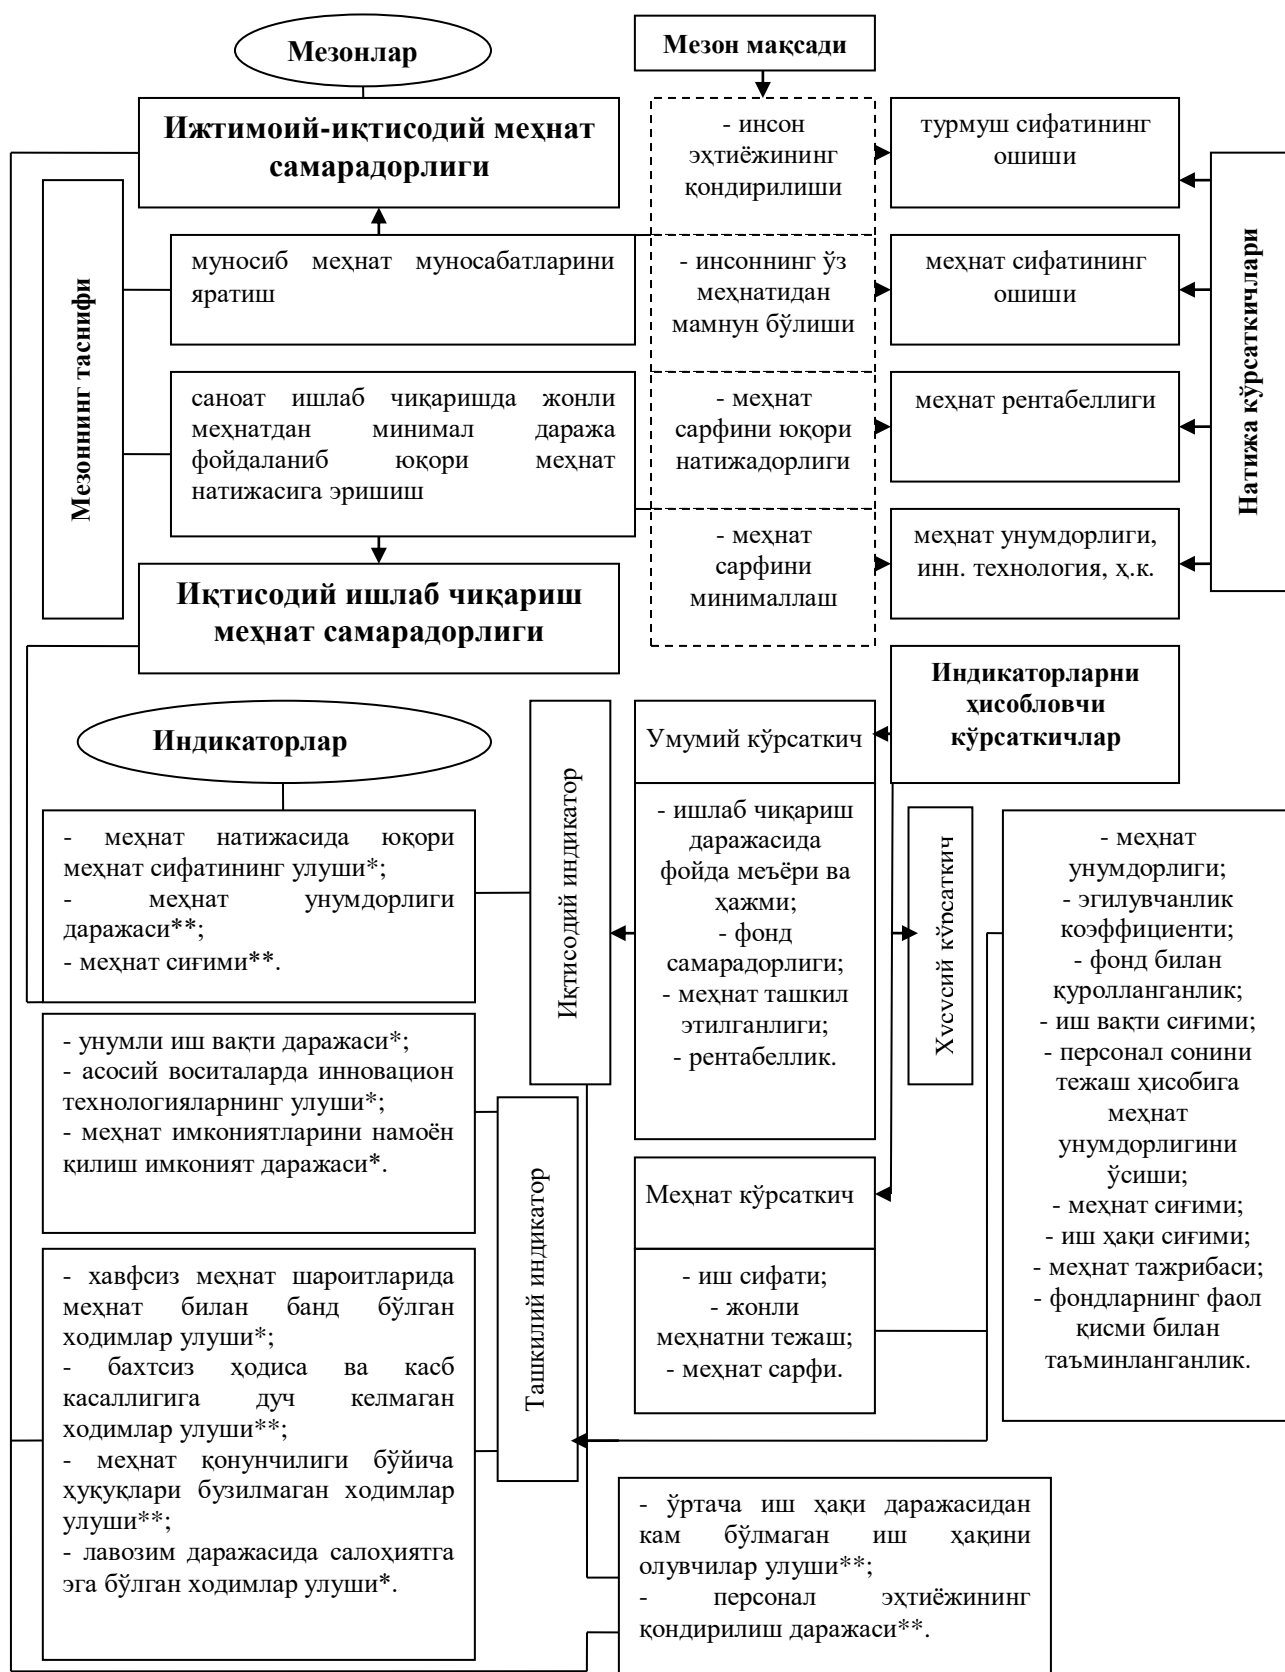 Мезонлар
Мезон мақсади
Ижтимоий-иқтисодий меҳнат
самарадорлиги
- инсон
эҳтиёжининг
қондирилиши
турмуш сифатининг
ошиши
Мезоннинг таснифи
муносиб меҳнат муносабатларини
яратиш
- инсоннинг ўз
меҳнатидан
мамнун бўлиши
меҳнат сифатининг
ошиши
Натижа кўрсаткичлари
саноат ишлаб чиқаришда жонли
меҳнатдан минимал даража
фойдаланиб юқори меҳнат
натижасига эришиш
- меҳнат
сарфини юқори
натижадорлиги
меҳнат рентабеллиги
- меҳнат
сарфини
минималлаш
меҳнат унумдорлиги,
инн. технология, ҳ.к.
Иқтисодий ишлаб чиқариш
меҳнат самарадорлиги
Индикаторларни
ҳисобловчи
кўрсаткичлар
Индикаторлар
Иқтисодий индикатор
Умумий кўрсаткич
- меҳнат натижасида юқори
меҳнат сифатининг улуши*;
- меҳнат унумдорлиги
даражаси**;
- меҳнат сиғими**.
- ишлаб чиқариш
даражасида
фойда меъёри ва
ҳажми;
- фонд
самарадорлиги;
- меҳнат ташкил
этилганлиги;
- рентабеллик.
Хусусий кўрсаткич
- меҳнат
унумдорлиги;
- эгилувчанлик
коэффициенти;
- фонд билан
қуролланганлик;
- иш вақти сиғими;
- персонал сонини
тежаш ҳисобига
меҳнат
унумдорлигини
ўсиши;
- меҳнат сиғими;
- иш ҳақи сиғими;
- меҳнат тажрибаси;
- фондларнинг фаол
қисми билан
таъминланганлик.
- унумли иш вақти даражаси*;
- асосий воситаларда инновацион
технологияларнинг улуши*;
- меҳнат имкониятларини намоён
қилиш имконият даражаси*.
Ташкилий индикатор
Меҳнат кўрсаткич
- иш сифати;
- жонли
меҳнатни тежаш;
- меҳнат сарфи.
- хавфсиз меҳнат шароитларида
меҳнат билан банд бўлган
ходимлар улуши*;
- бахтсиз ҳодиса ва касб
касаллигига дуч келмаган
ходимлар улуши**;
- меҳнат қонунчилиги бўйича
ҳуқуқлари бузилмаган ходимлар
улуши**;
- лавозим даражасида салоҳиятга
эга бўлган ходимлар улуши*.
- ўртача иш ҳақи даражасидан
кам бўлмаган иш ҳақини
олувчилар улуши**;
- персонал эҳтиёжининг
қондирилиш даражаси**.